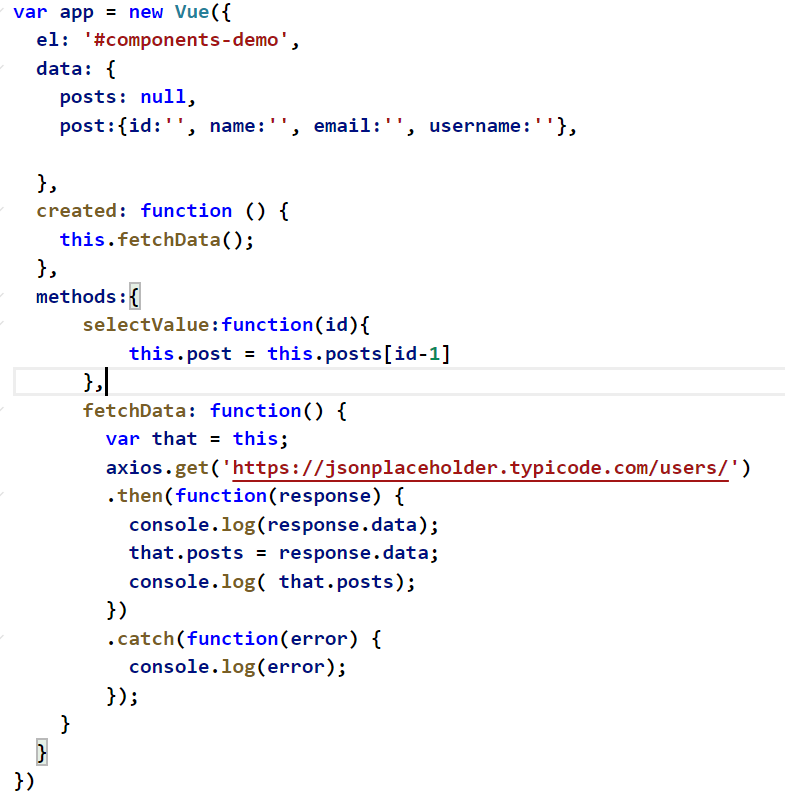 var app = new Vue({
  el: '#components-demo',
  data: {
    posts: null,
    post:{id:'', name:'', email:'', username:''},

  },
  created: function () {
    this.fetchData();
  },
  methods:{
      selectValue:function(id){
          this.post = this.posts[id-1]
      },
      fetchData: function() {
        var that = this;
        axios.get('https://jsonplaceholder.typicode.com/users/')
        .then(function(response) {
          console.log(response.data);
          that.posts = response.data;
          console.log( that.posts);
        })
        .catch(function(error) {
          console.log(error);
        });
    }
  }
})